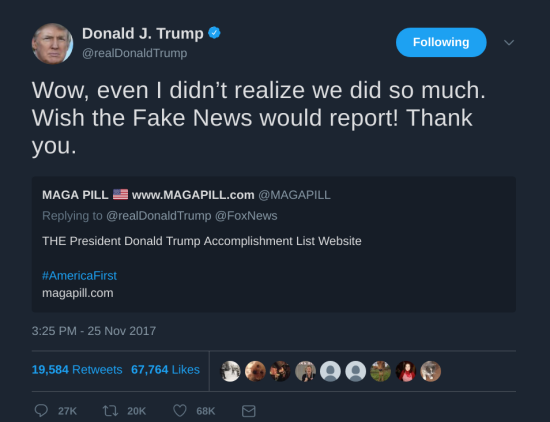 Donald J. Trump
@realDonaldTrump
Following
Wow, even I didn't realize we did so much.
Wish the Fake News would report! Thank
you.
MAGA PILL 🇺🇸 www.MAGAPILL.com @MAGAPILL
Replying to @realDonaldTrump @FoxNews
THE President Donald Trump Accomplishment List Website
#AmericaFirst
magapill.com
3:25 PM - 25 Nov 2017
19,584 Retweets 67,764 Likes
27K 20K 68K